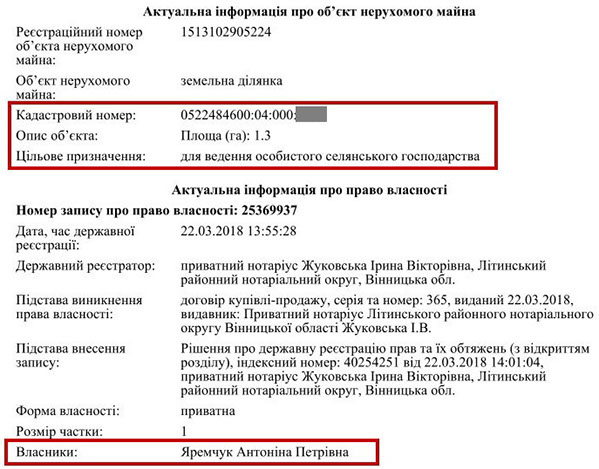 Актуальна інформація про об’єкт нерухомого майна
Реєстраційний номер об’єкта нерухомого майна: 1513102905224
Об’єкт нерухомого майна: земельна ділянка
Кадастровий номер: 0522484600:04:000:
Опис об’єкта: Площа (га): 1.3
Цільове призначення: для ведення особистого селянського господарства
Актуальна інформація про право власності
Номер запису про право власності: 25369937
Дата, час державної реєстрації: 22.03.2018 13:55:28
Державний реєстратор: приватний нотаріус Жуковська Ірина Вікторівна, Літинський
районний нотаріальний округ, Вінницька обл.
Підстава виникнення права власності: договір купівлі-продажу, серія та номер: 365, виданий 22.03.2018,
видавник: Приватний нотаріус Літинського районного нотаріального
округу Вінницької області Жуковська І.В.
Підстава внесення запису: Рішення про державну реєстрацію прав та їх обтяжень (з відкриттям
розділу), індексний номер: 40254251 від 22.03.2018 14:01:04,
приватний нотаріус Жуковська Ірина Вікторівна, Літинський
районний нотаріальний округ, Вінницька обл.
Форма власності: приватна
Розмір частки: 1
Власники: Яремчук Антоніна Петрівна